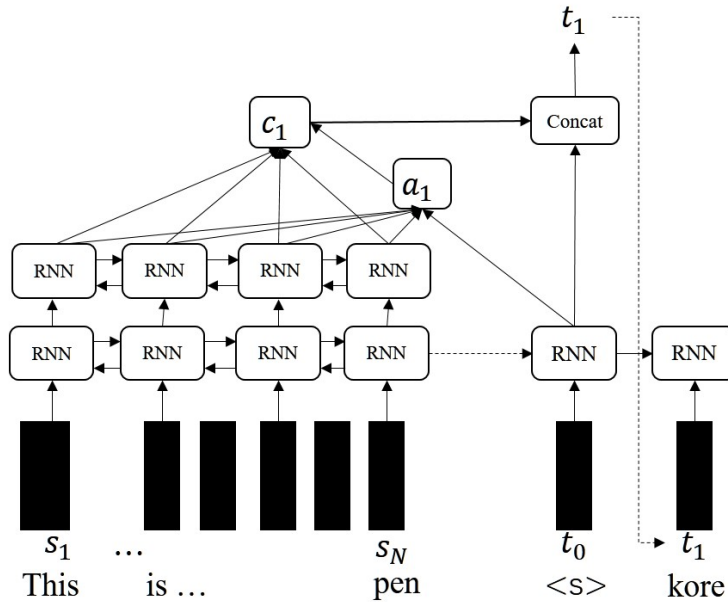 t₁
c₁
Concat
a₁
RNN RNN RNN RNN
RNN RNN RNN RNN RNN RNN
s₁ ... s_N t₀ t₁
This is ... pen <s> kore